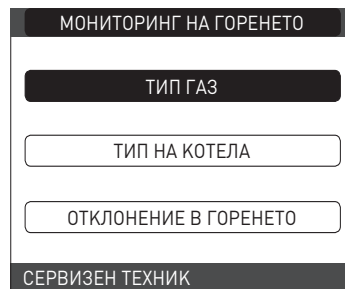 МОНИТОРИНГ НА ГОРЕНЕТО
ТИП ГАЗ
ТИП НА КОТЕЛА
ОТКЛОНЕНИЕ В ГОРЕНЕТО
СЕРВИЗЕН ТЕХНИК